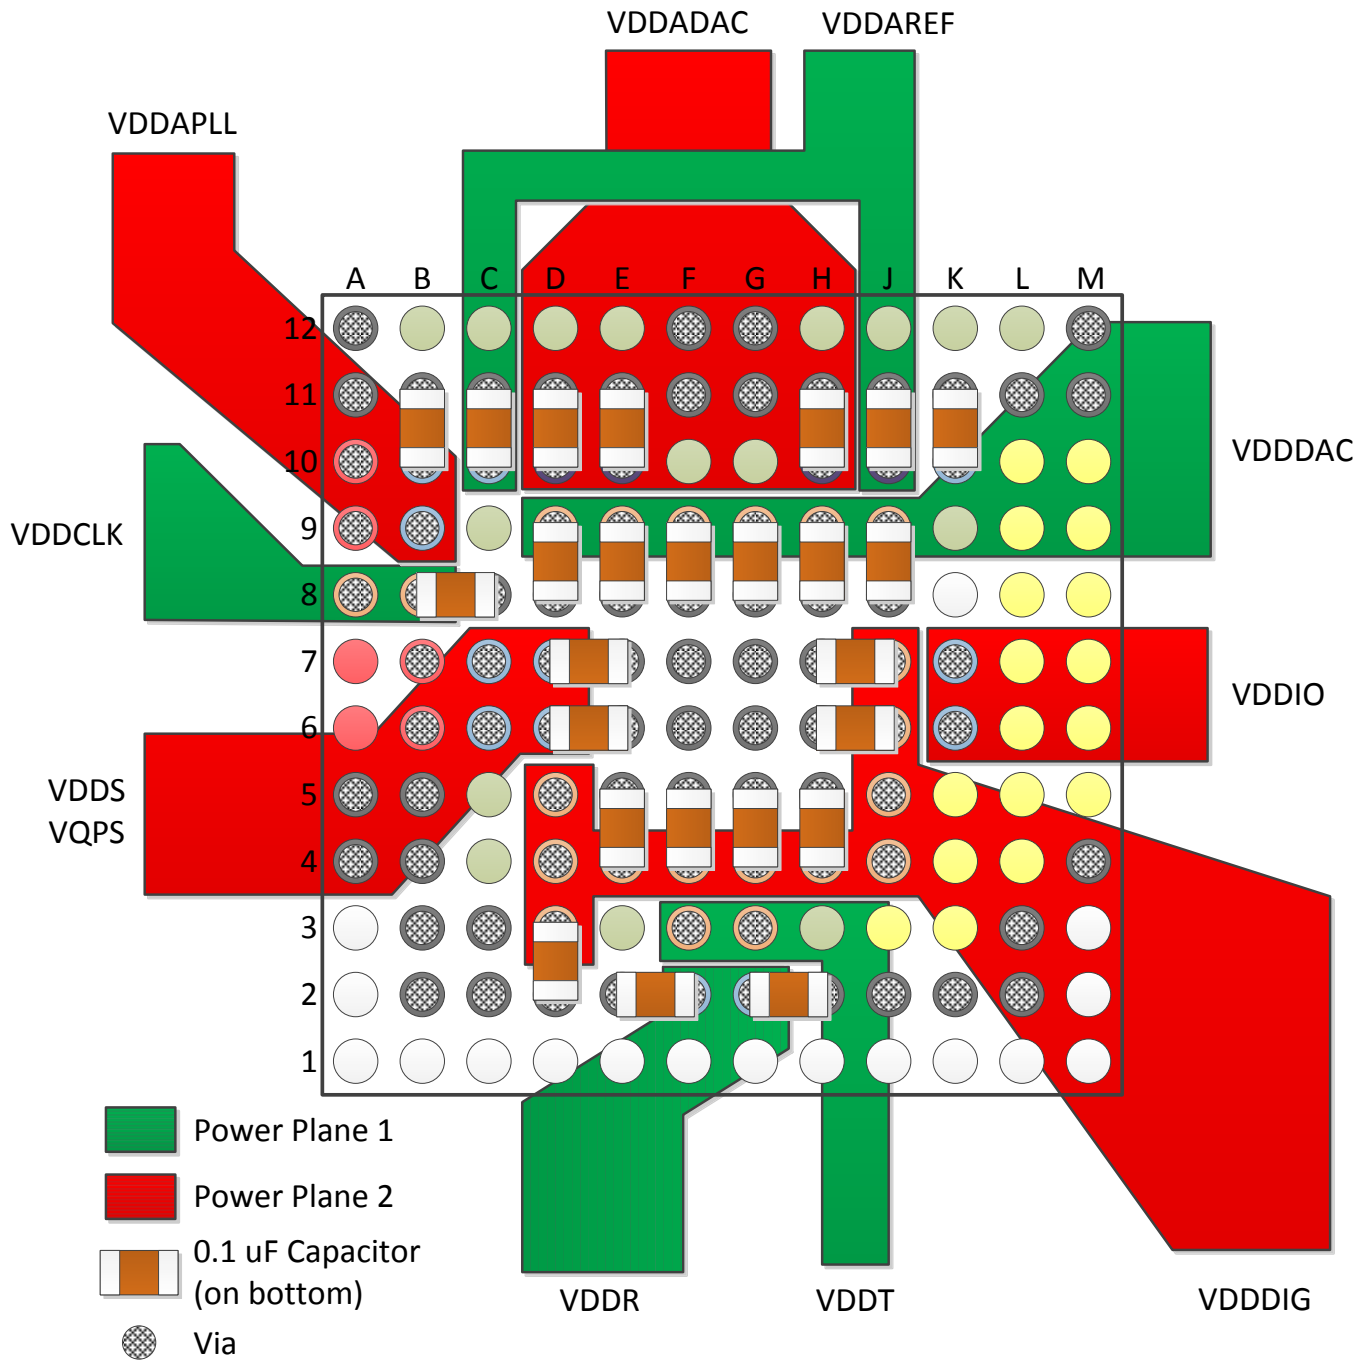 VDDADAC VDDAREF
VDDAPLL
A B C D E F G H J K L M
12
11
10
VDDDAC
9
VDDCLK
8
7
VDDIO
6
VDDS
5
VQPS
4
3
2
1
Power Plane 1
Power Plane 2
0.1 uF Capacitor
(on bottom)
VDDR VDDT VDDDIG
Via